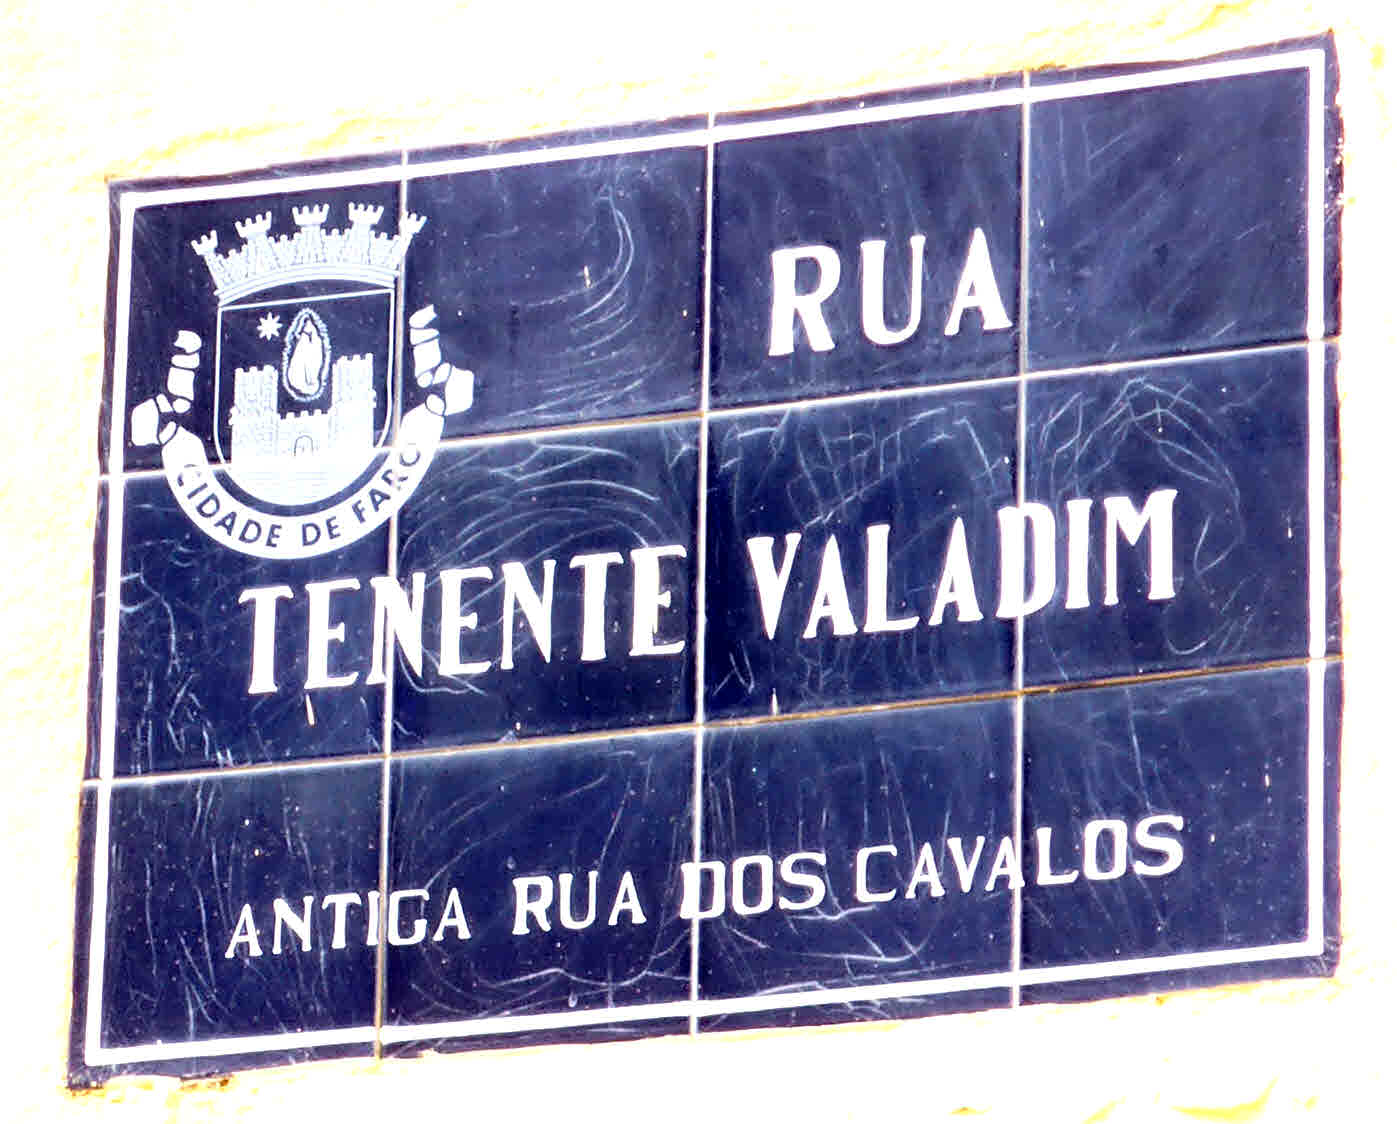 CIDADE DE FARO
RUA
TENENTE VALADIM
ANTIGA RUA DOS CAVALOS